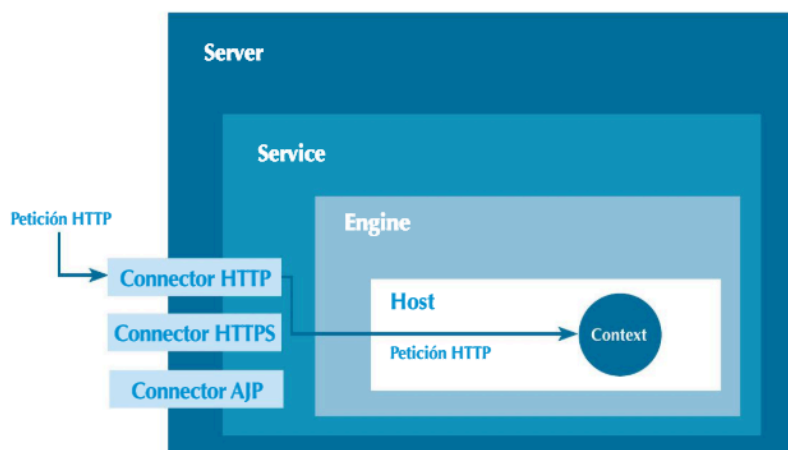 Server
Service
Engine
Petición HTTP
Connector HTTP
Host
Connector HTTPS
Context
Petición HTTP
Connector AJP